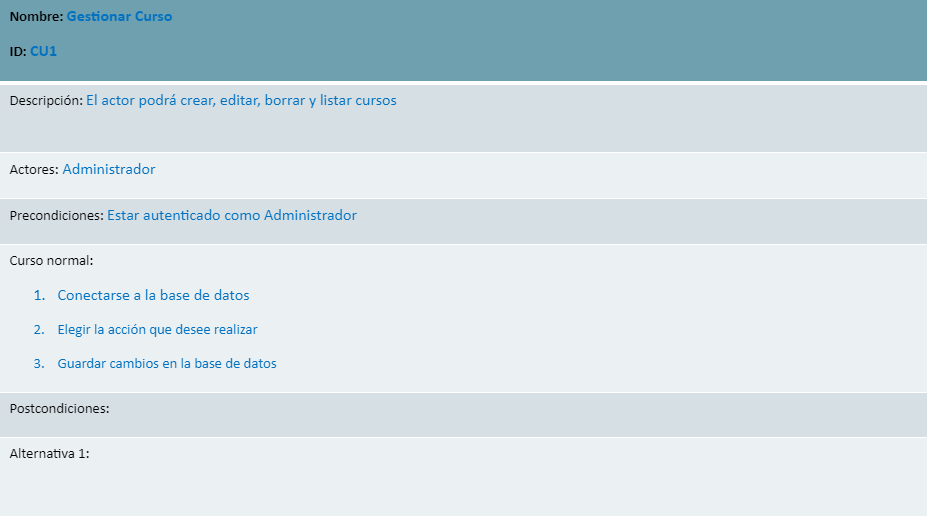 Nombre: Gestionar Curso
ID: CU1
Descripción: El actor podrá crear, editar, borrar y listar cursos
Actores: Administrador
Precondiciones: Estar autenticado como Administrador
Curso normal:
1. Conectarse a la base de datos
2. Elegir la acción que desee realizar
3. Guardar cambios en la base de datos
Postcondiciones:
Alternativa 1: